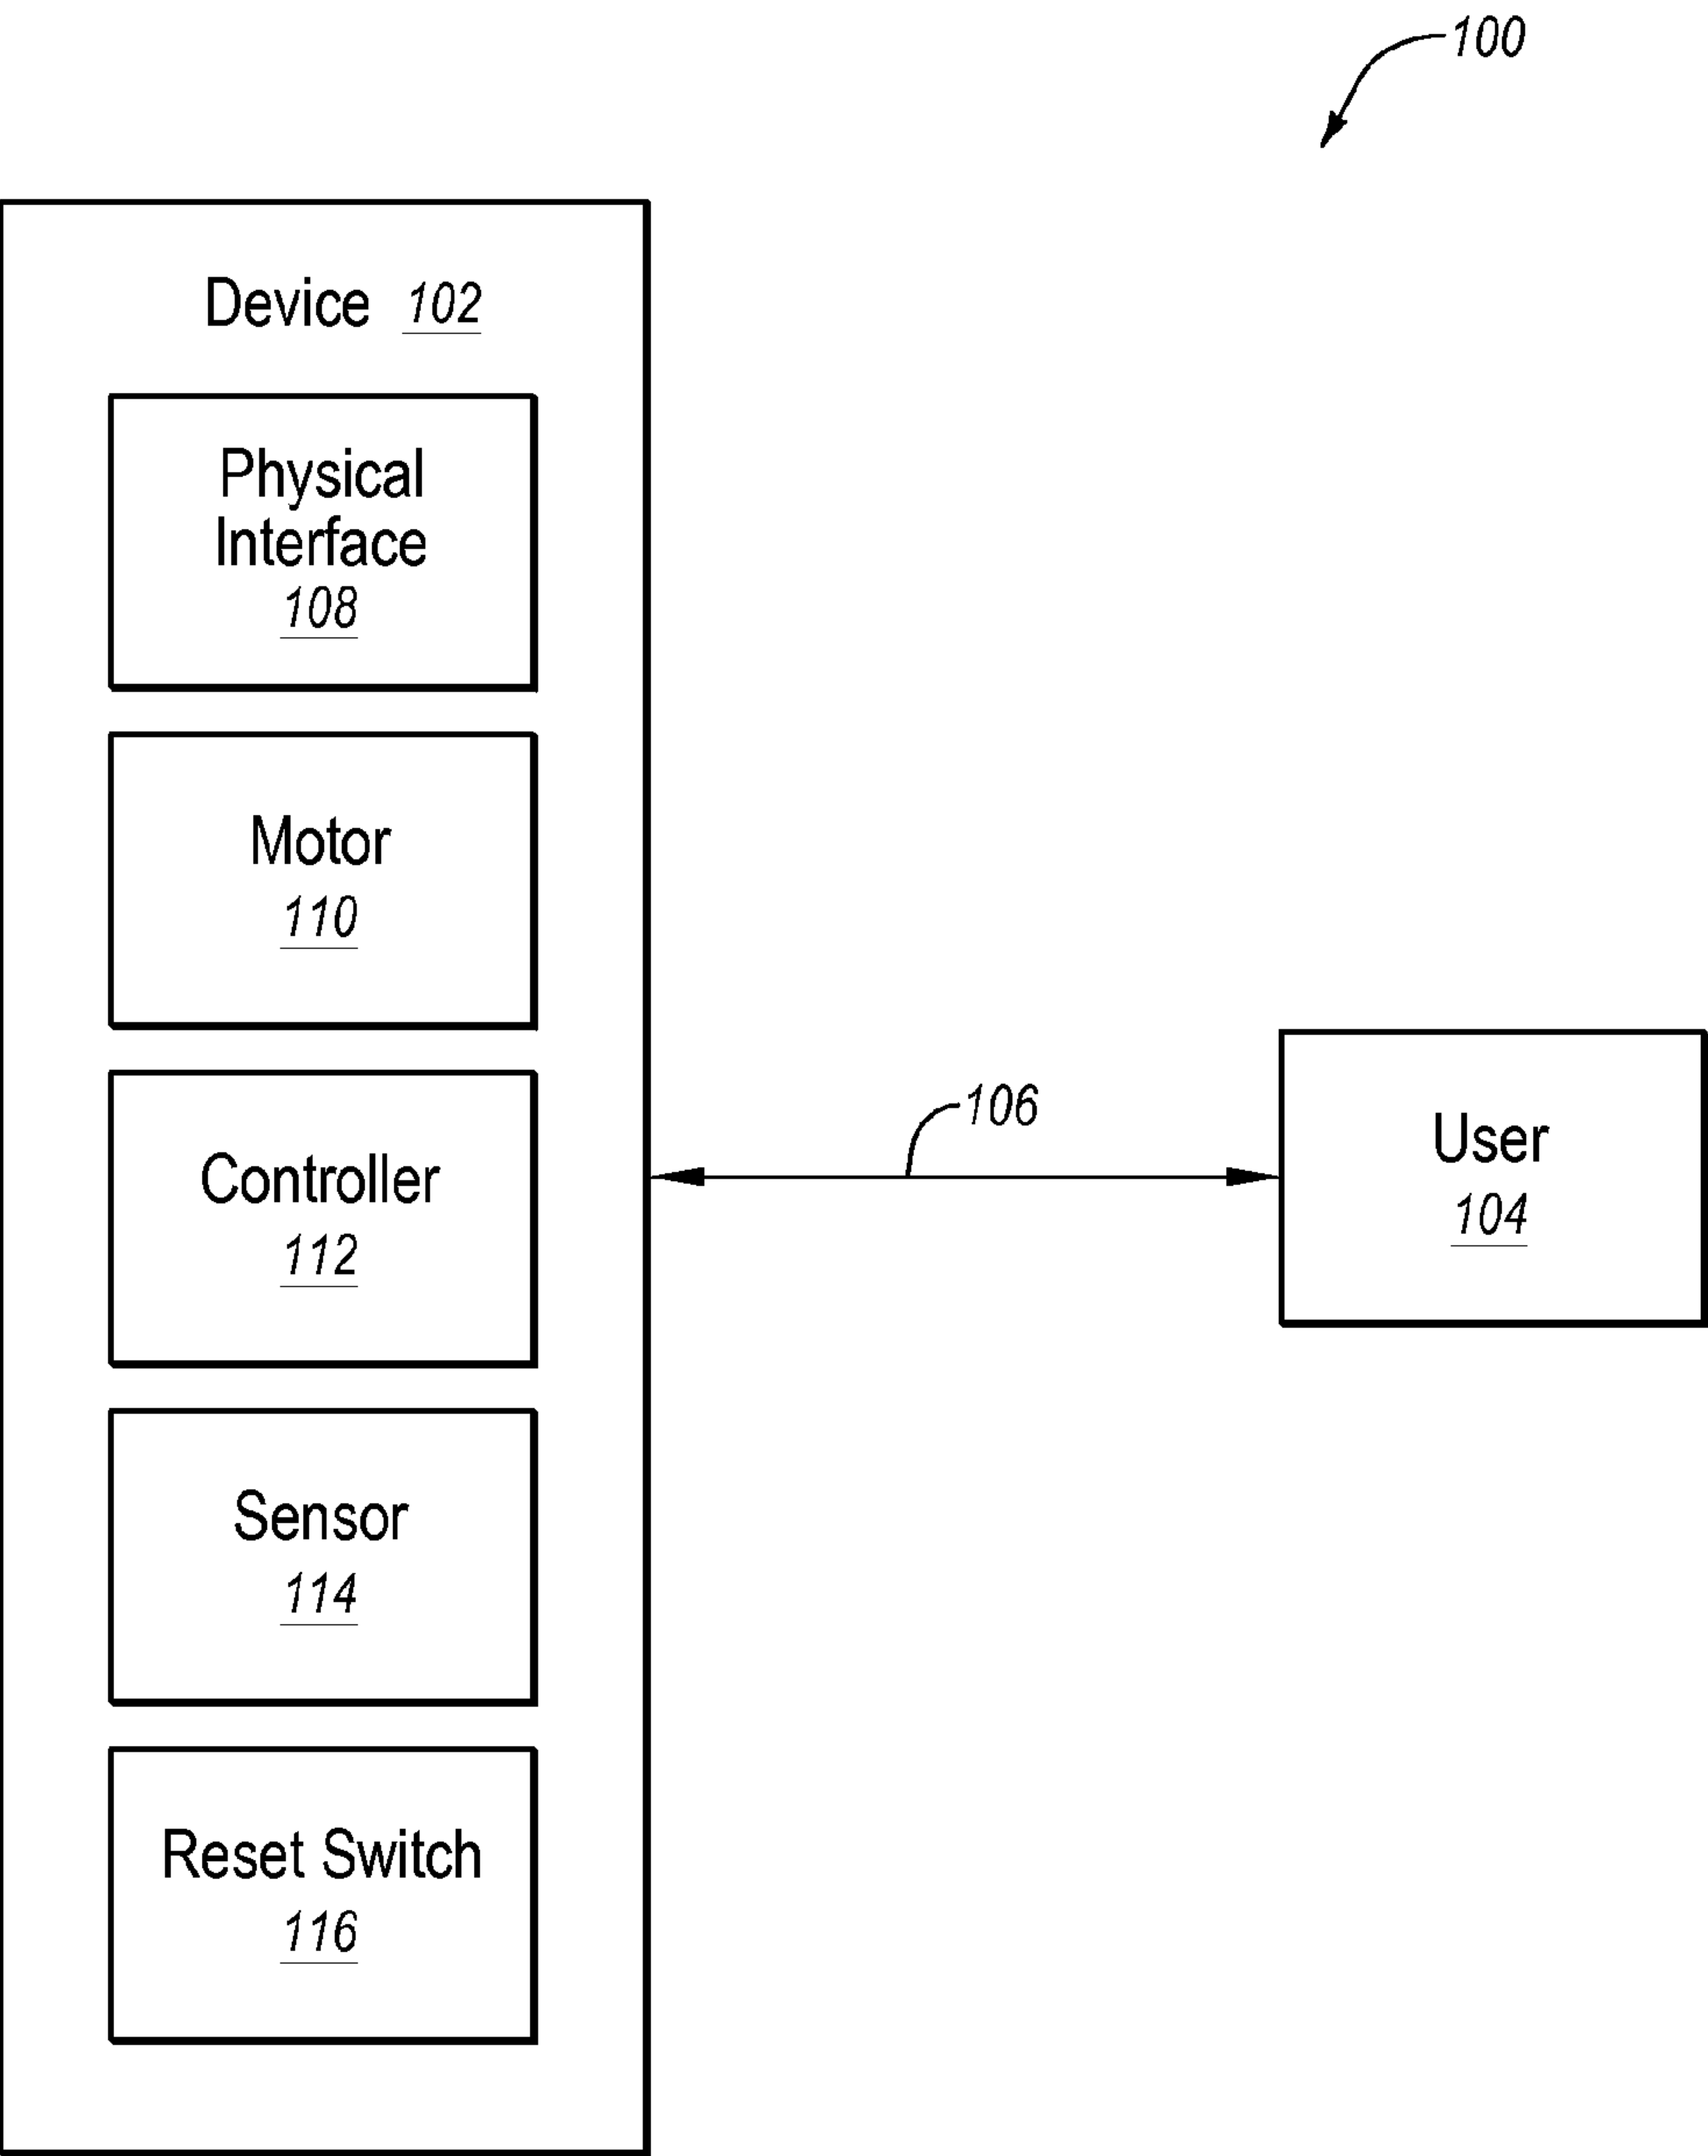 100
Device 102
Physical
Interface
108
Motor
110
Controller
112
106
User
104
Sensor
114
Reset Switch
116